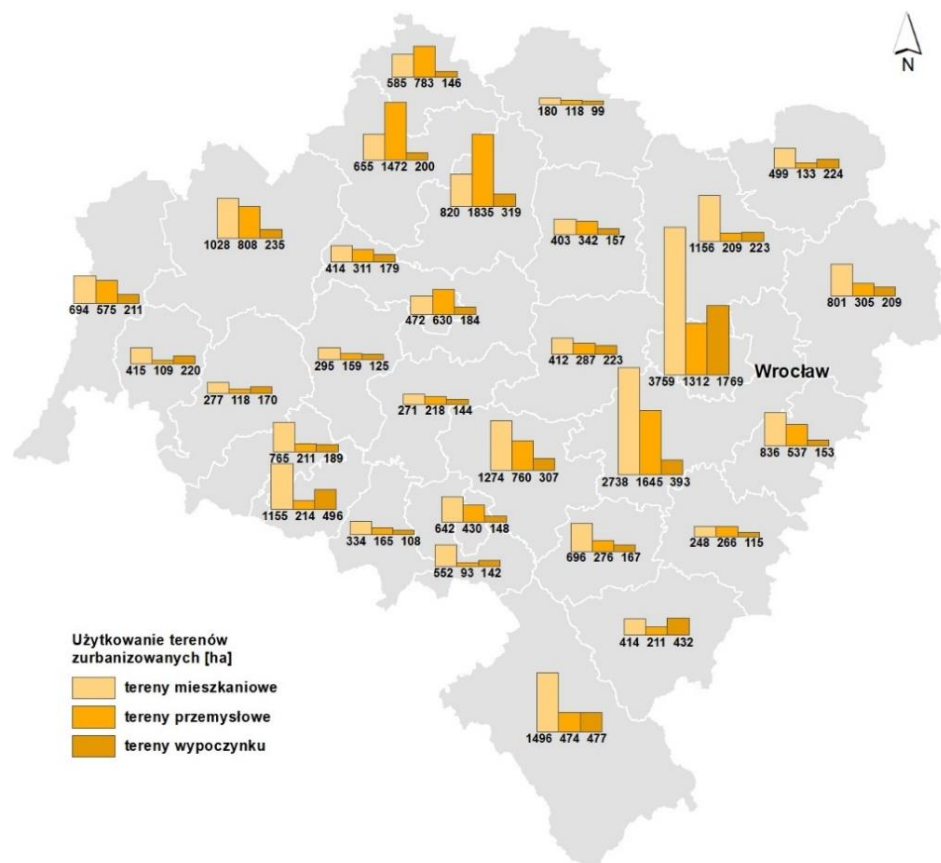 N
585 783 146
180 118 99
655 1472 200
499 133 224
820 1835 319
1028 808 235
403 342 157
1156 209 223
414 311 179
694 575 211
801 305 209
472 630 184
412 287 223
295 159 125
415 109 220
3759 1312 1769
Wrocław
277 118 170
271 218 144
765 211 189
1274 760 307
2738 1645 393
836 537 153
1155 214 496
642 430 148
334 165 108
248 266 115
696 276 167
552 93 142
414 211 432
Użytkowanie terenów
zurbanizowanych [ha]
tereny mieszkaniowe
tereny przemysłowe
tereny wypoczynku
1496 474 477